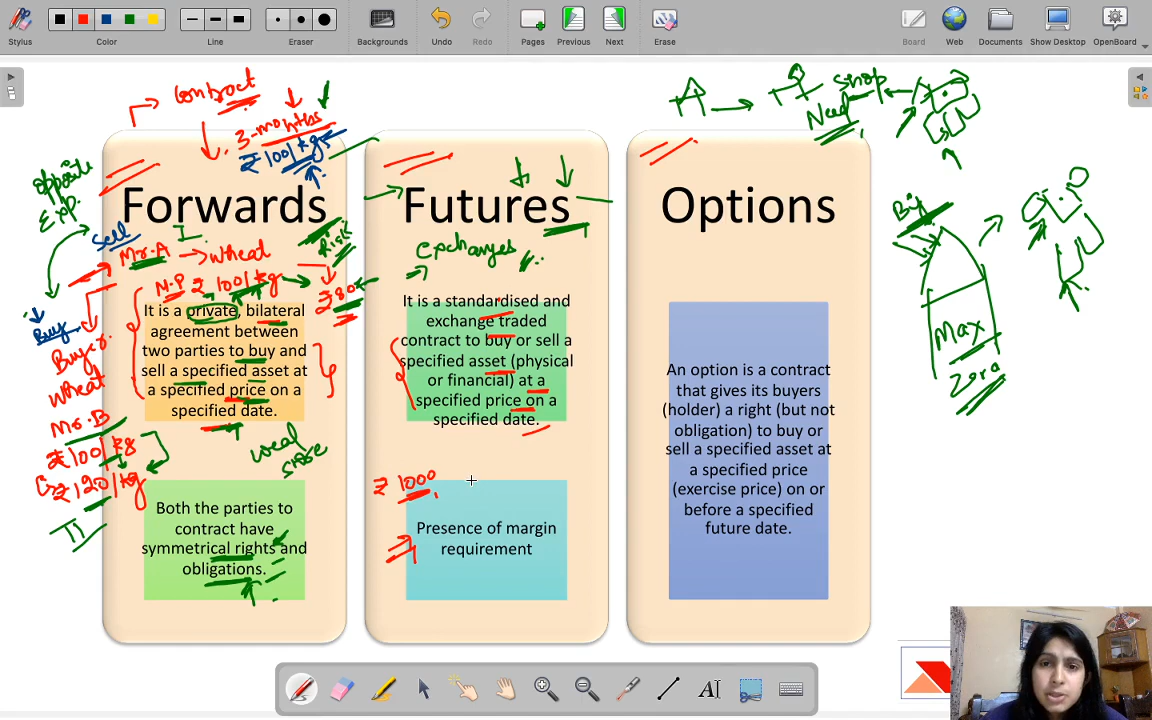 Stylus
Color
Line
Eraser
Backgrounds
Undo
Redo
Pages
Previous
Next
Erase
Board
Web
Documents
Show Desktop
OpenBoard
Contract
3-months
₹ 100/kg
opposite
Exp.
Sell
Mr.A
I
→ Wheat
Risk
M.P ₹ 100/kg
₹80
Buy
Buyer
Wheat
Mr.B
₹100/kg
₹120/kg
Forwards
It is a private, bilateral
agreement between
two parties to buy and
sell a specified asset at
a specified price on a
specified date.
Both the parties to
contract have
symmetrical rights and
obligations.
Futures
Exchanges
It is a standardised and
exchange traded
contract to buy or sell a
specified asset (physical
or financial) at a
specified price on a
specified date.
₹ 1000
Presence of margin
requirement
Options
An option is a contract
that gives its buyers
(holder) a right (but not
obligation) to buy or
sell a specified asset at
a specified price
(exercise price) on or
before a specified
future date.
Need
shop
Big
Max
Zara